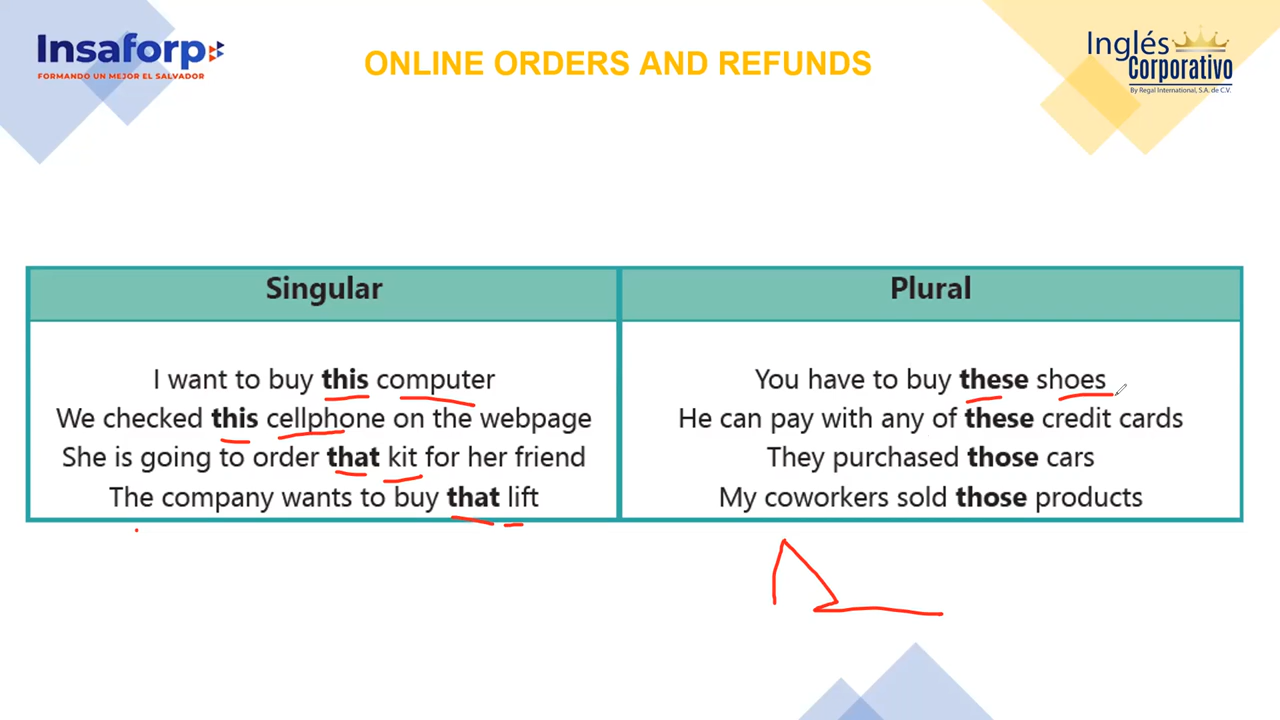 Insaforp
FORMANDO UN MEJOR EL SALVADOR
ONLINE ORDERS AND REFUNDS
Inglés
Corporativo
By Regal International, S.A. de C.V.
Singular
I want to buy this computer
We checked this cellphone on the webpage
She is going to order that kit for her friend
The company wants to buy that lift
Plural
You have to buy these shoes
He can pay with any of these credit cards
They purchased those cars
My coworkers sold those products